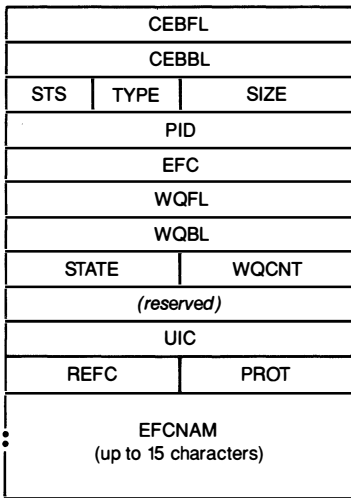 CEBFL
CEBBL
STS TYPE SIZE
PID
EFC
WQFL
WQBL
STATE WQCNT
(reserved)
UIC
REFC PROT
EFCNAM
(up to 15 characters)